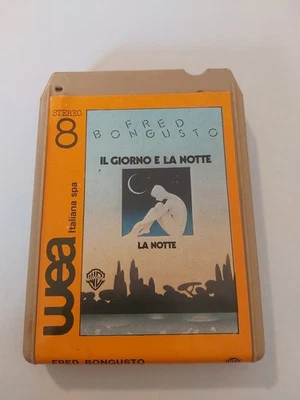 STEREO
8
FRED
BONGUSTO
IL GIORNO E LA NOTTE
LA NOTTE
wea
Italiana spa
FRED BONGUSTO